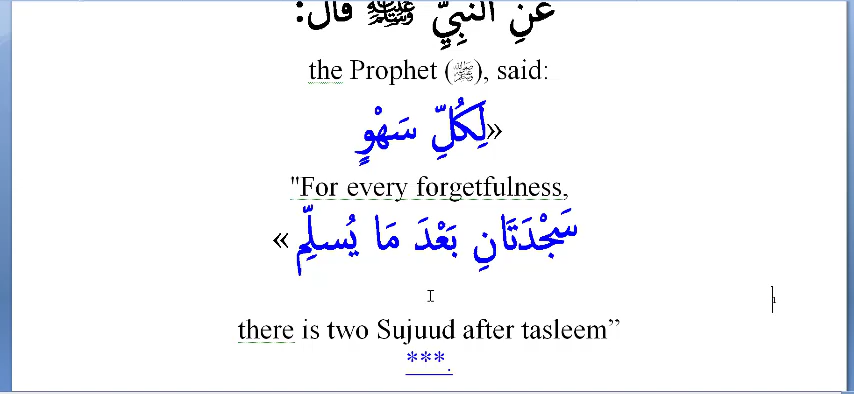 عَنِ النَّبِيِّ ﷺ قَالَ:
the Prophet (ﷺ), said:
«لِكُلِّ سَهْوٍ
"For every forgetfulness,
سَجْدَتَانِ بَعْدَ مَا يُسلِّم»
there is two Sujuud after tasleem”
***.